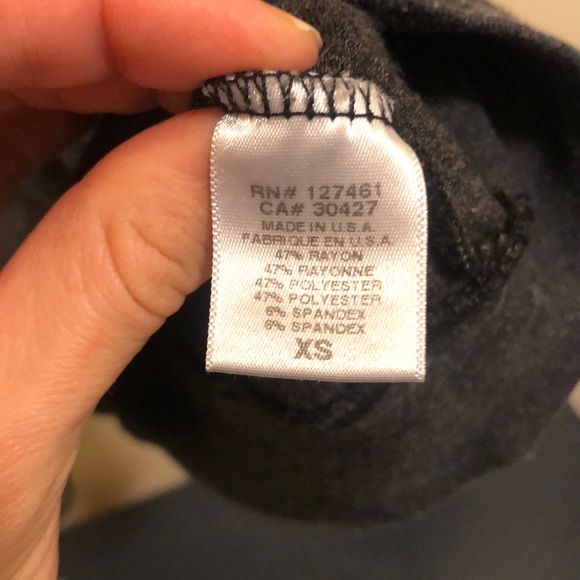 RN# 127461
CA# 30427
MADE IN U.S.A.
FABRIQUE EN U.S.A.
47% RAYON
47% RAYONNE
47% POLYESTER
47% POLYESTER
6% SPANDEX
6% SPANDEX
XS